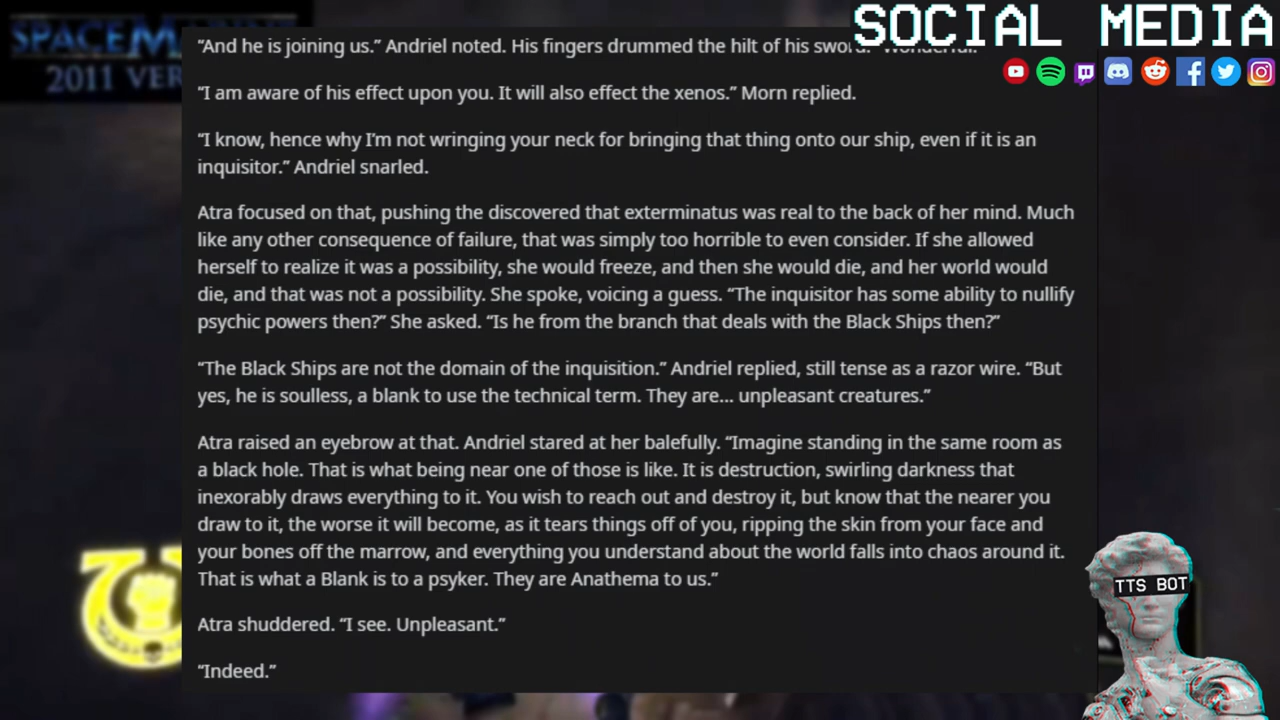 SOCIAL MEDIA
SPACEMA
2011 VER
“And he is joining us.” Andriel noted. His fingers drummed the hilt of his sword. “Wonderful.”
“I am aware of his effect upon you. It will also effect the xenos.” Morn replied.
“I know, hence why I’m not wringing your neck for bringing that thing onto our ship, even if it is an
inquisitor.” Andriel snarled.
Atra focused on that, pushing the discovered that exterminatus was real to the back of her mind. Much
like any other consequence of failure, that was simply too horrible to even consider. If she allowed
herself to realize it was a possibility, she would freeze, and then she would die, and her world would
die, and that was not a possibility. She spoke, voicing a guess. “The inquisitor has some ability to nullify
psychic powers then?” She asked. “Is he from the branch that deals with the Black Ships then?”
“The Black Ships are not the domain of the inquisition.” Andriel replied, still tense as a razor wire. “But
yes, he is soulless, a blank to use the technical term. They are... unpleasant creatures.”
Atra raised an eyebrow at that. Andriel stared at her balefully. “Imagine standing in the same room as
a black hole. That is what being near one of those is like. It is destruction, swirling darkness that
inexorably draws everything to it. You wish to reach out and destroy it, but know that the nearer you
draw to it, the worse it will become, as it tears things off of you, ripping the skin from your face and
your bones off the marrow, and everything you understand about the world falls into chaos around it.
That is what a Blank is to a psyker. They are Anathema to us.”
Atra shuddered. “I see. Unpleasant.”
“Indeed.”
TTS BOT